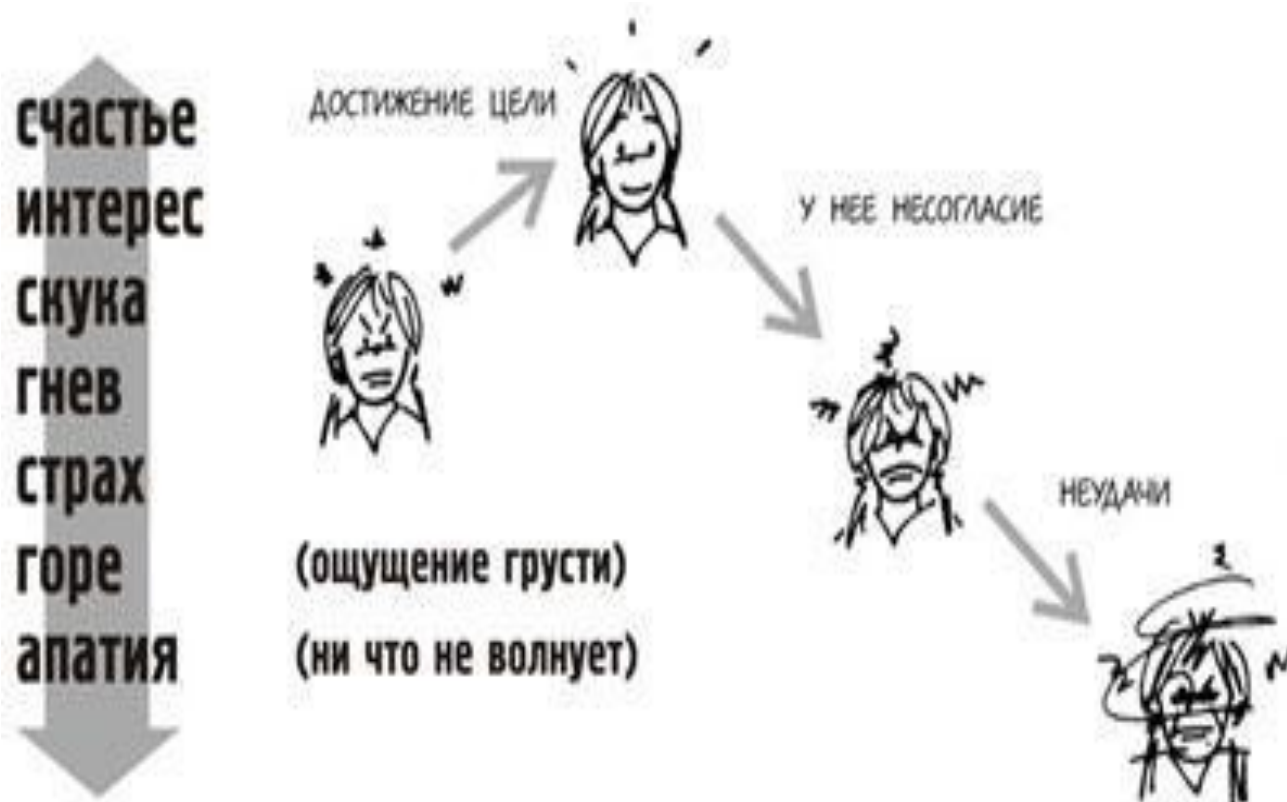 счастье
интерес
скука
гнев
страх
горе
апатия
(ощущение грусти)
(ни что не волнует)
ДОСТИЖЕНИЕ ЦЕЛИ
У НЕЕ НЕСОГЛАСИЕ
НЕУДАЧИ